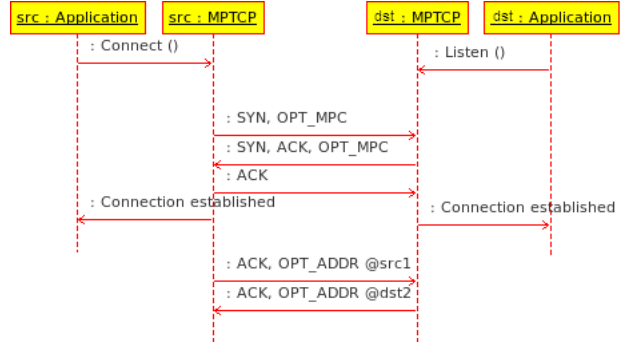 src : Application
src : MPTCP
dst : MPTCP
dst : Application
: Connect ()
: Listen ()
: SYN, OPT_MPC
: SYN, ACK, OPT_MPC
: ACK
: Connection established
: Connection established
: ACK, OPT_ADDR @src1
: ACK, OPT_ADDR @dst2